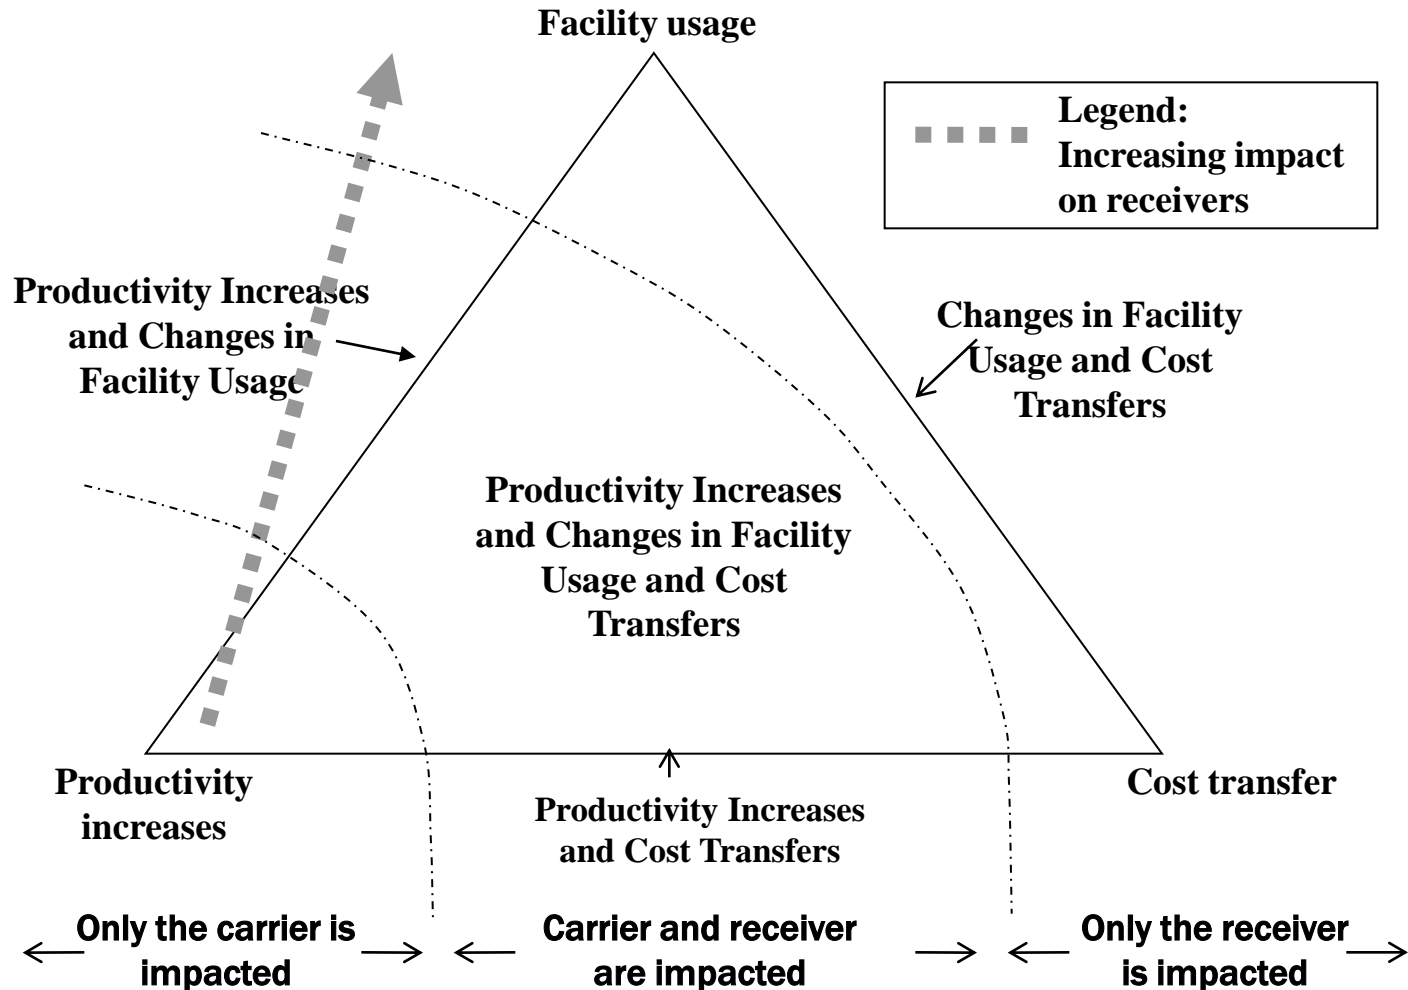 Facility usage
Legend:
Increasing impact
on receivers
Productivity Increases
and Changes in
Facility Usage
Changes in Facility
Usage and Cost
Transfers
Productivity Increases
and Changes in Facility
Usage and Cost
Transfers
Productivity
increases
Cost transfer
Productivity Increases
and Cost Transfers
Only the carrier is
impacted
Carrier and receiver
are impacted
Only the receiver
is impacted